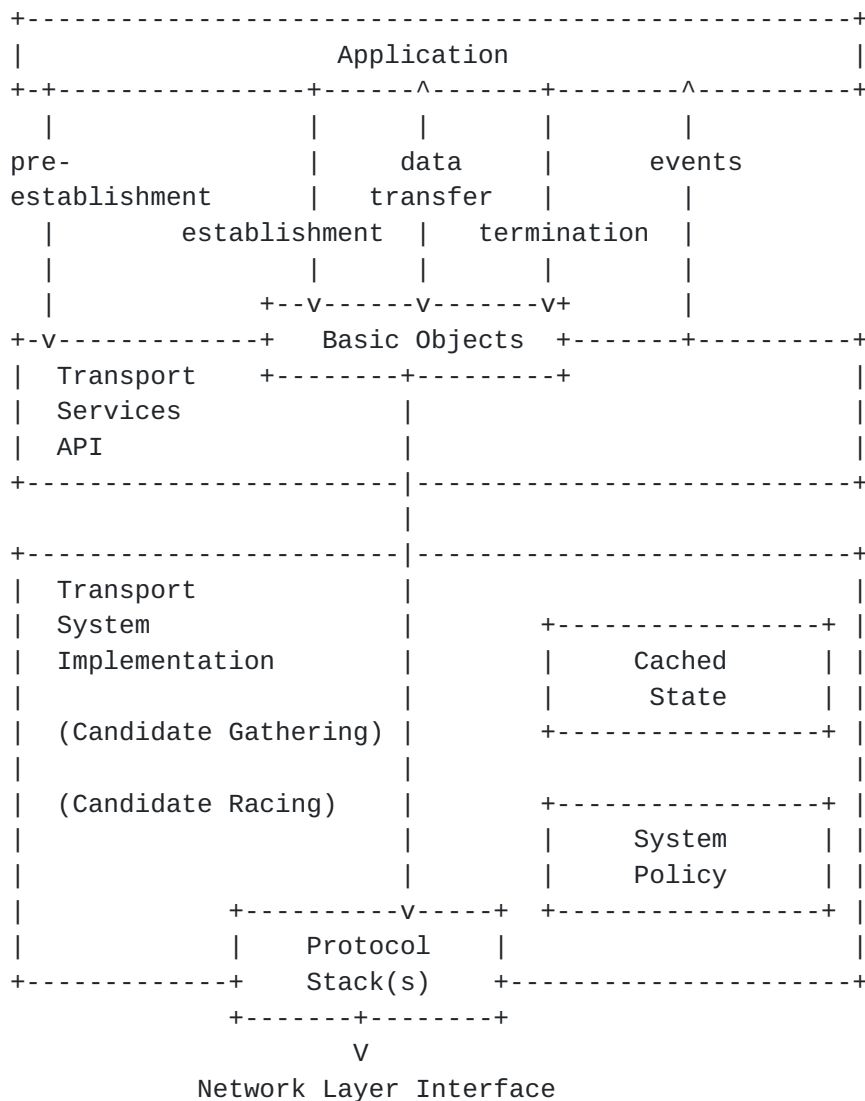 Application
pre- data events
establishment transfer
establishment termination
Basic Objects
Transport
Services
API
Transport
System
Implementation Cached
State
(Candidate Gathering)
(Candidate Racing)
System
Policy
Protocol
Stack(s)
V
Network Layer Interface